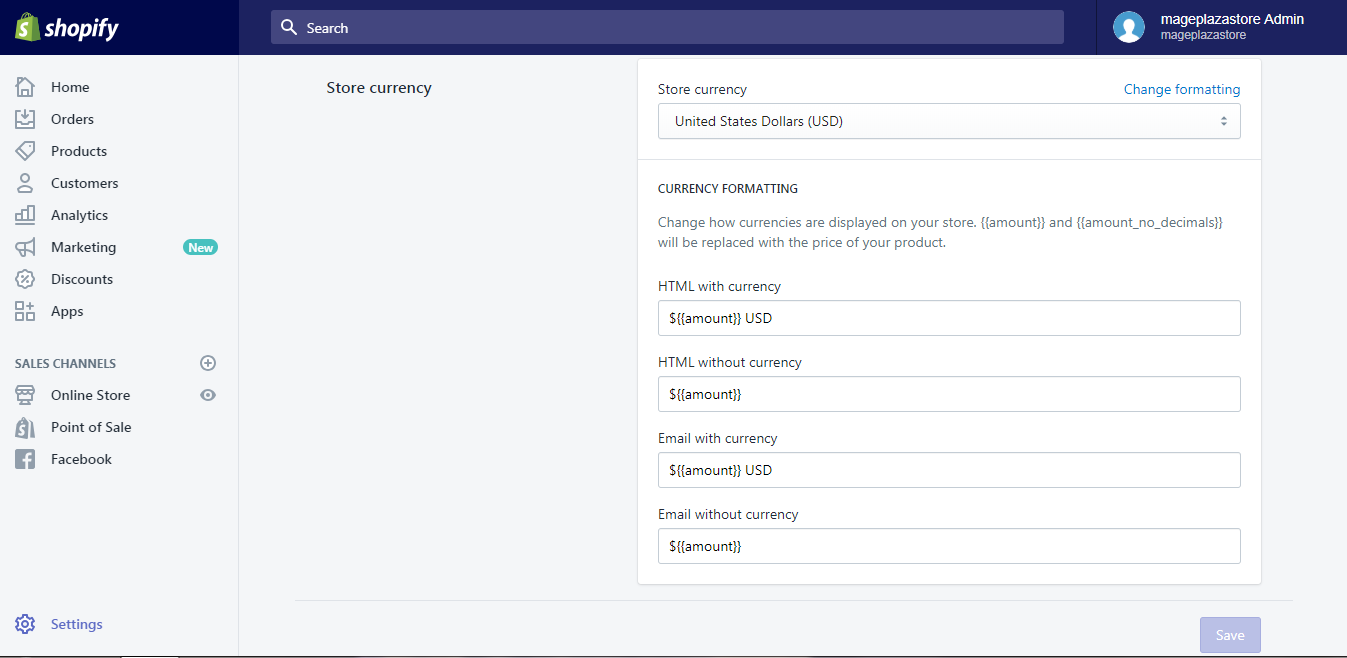 shopify
Search
mageplazastore Admin
mageplazastore
Home
Orders
Products
Customers
Analytics
Marketing New
Discounts
Apps
SALES CHANNELS
Online Store
Point of Sale
Facebook
Settings
Store currency
Store currency Change formatting
United States Dollars (USD)
CURRENCY FORMATTING
Change how currencies are displayed on your store. {{amount}} and {{amount_no_decimals}}
will be replaced with the price of your product.
HTML with currency
${{amount}} USD
HTML without currency
${{amount}}
Email with currency
${{amount}} USD
Email without currency
${{amount}}
Save